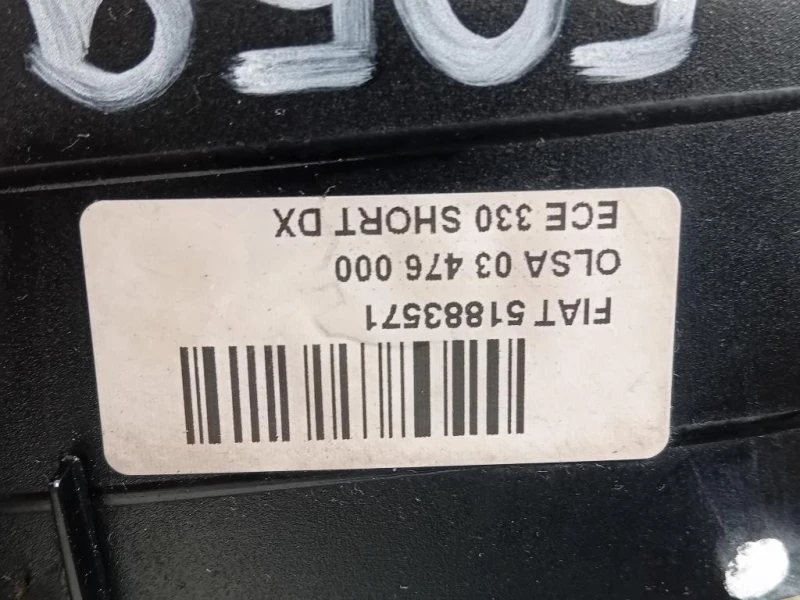 FIAT 51883571
OLSA 03 476 000
ECE 330 SHORT DX